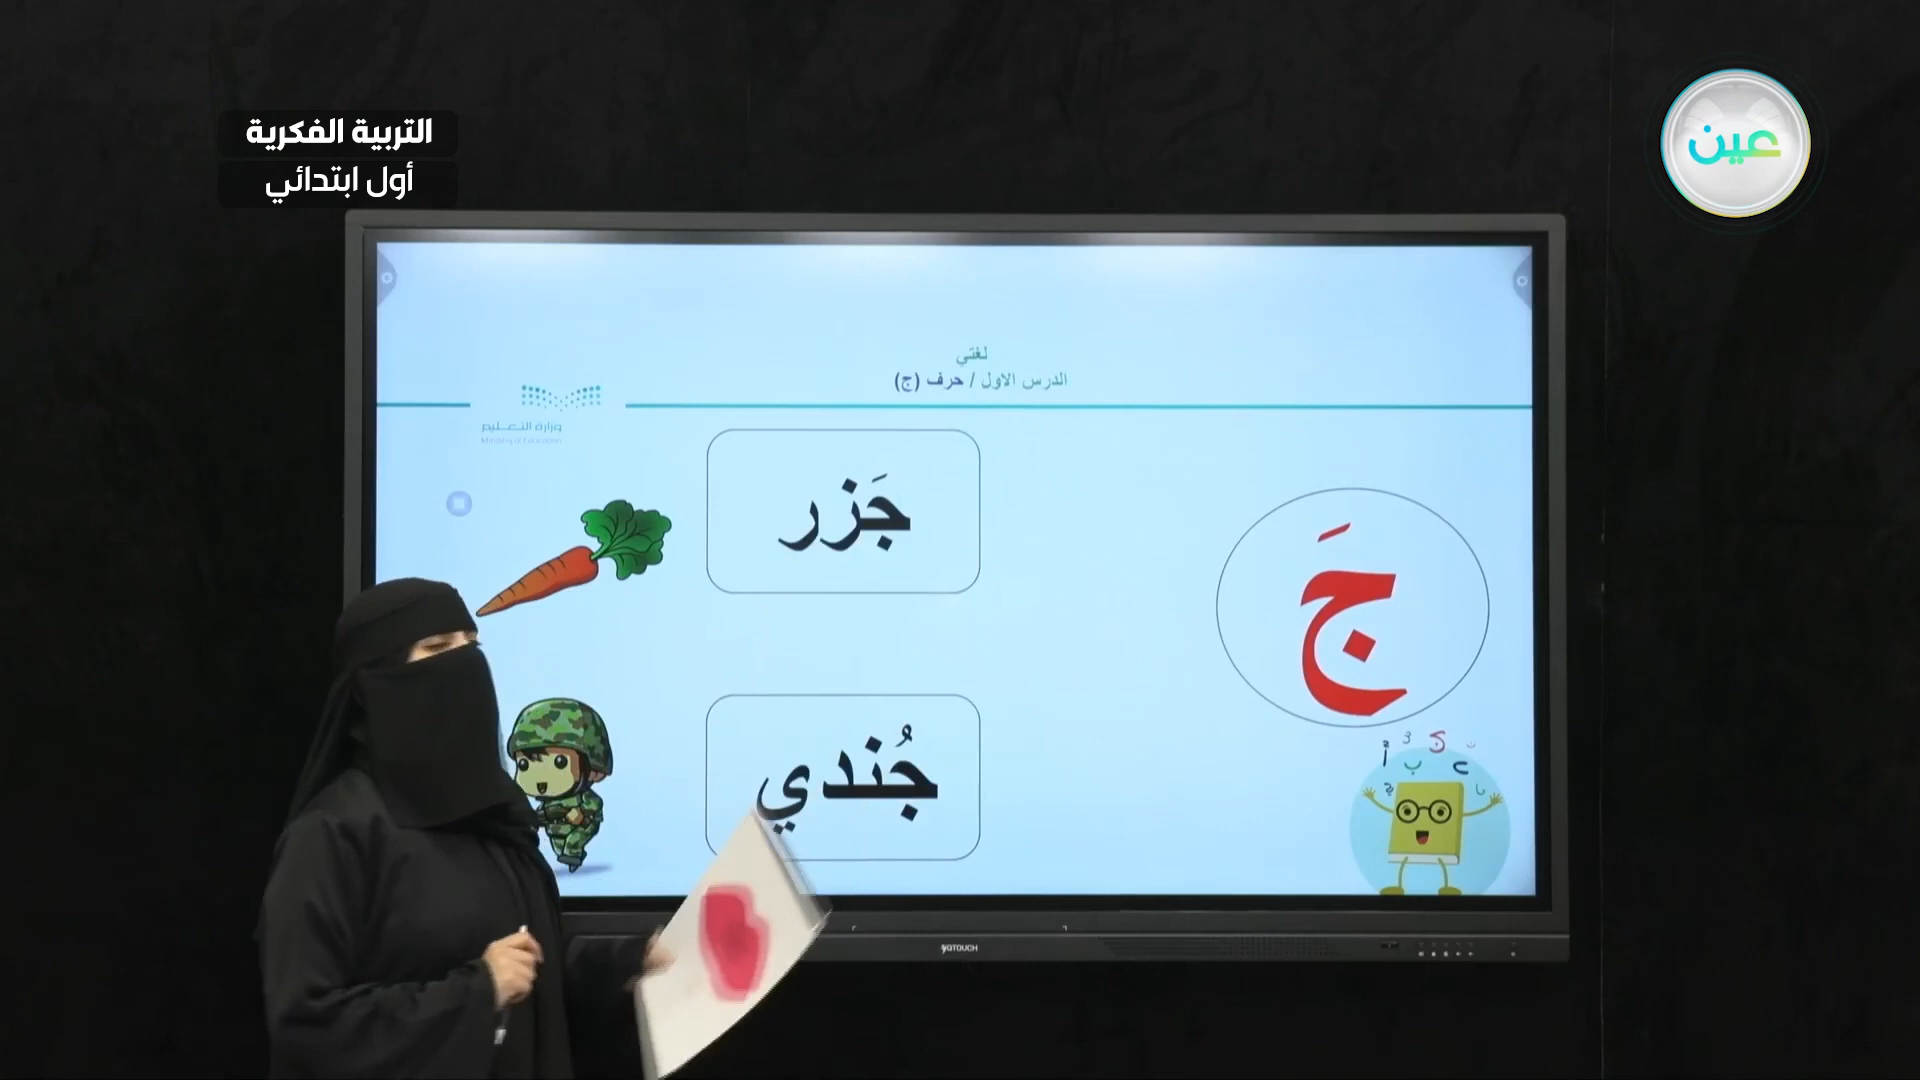 التربية الفكرية
أول ابتدائي
عين
لغتي
الدرس الاول / حرف (ج)
وزارة التعليم
Ministry of Education
جَزر
جَ
جُندي
YOTOUCH